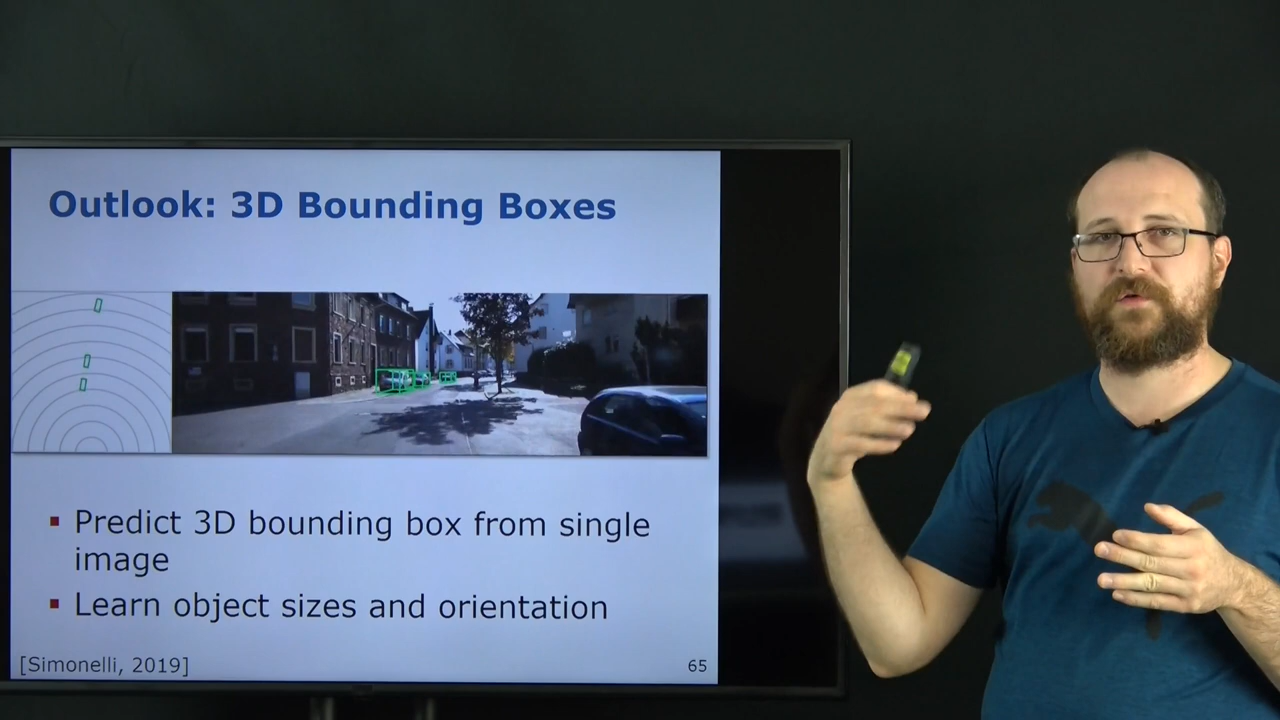 Outlook: 3D Bounding Boxes
▪ Predict 3D bounding box from single
image
▪ Learn object sizes and orientation
[Simonelli, 2019]
65